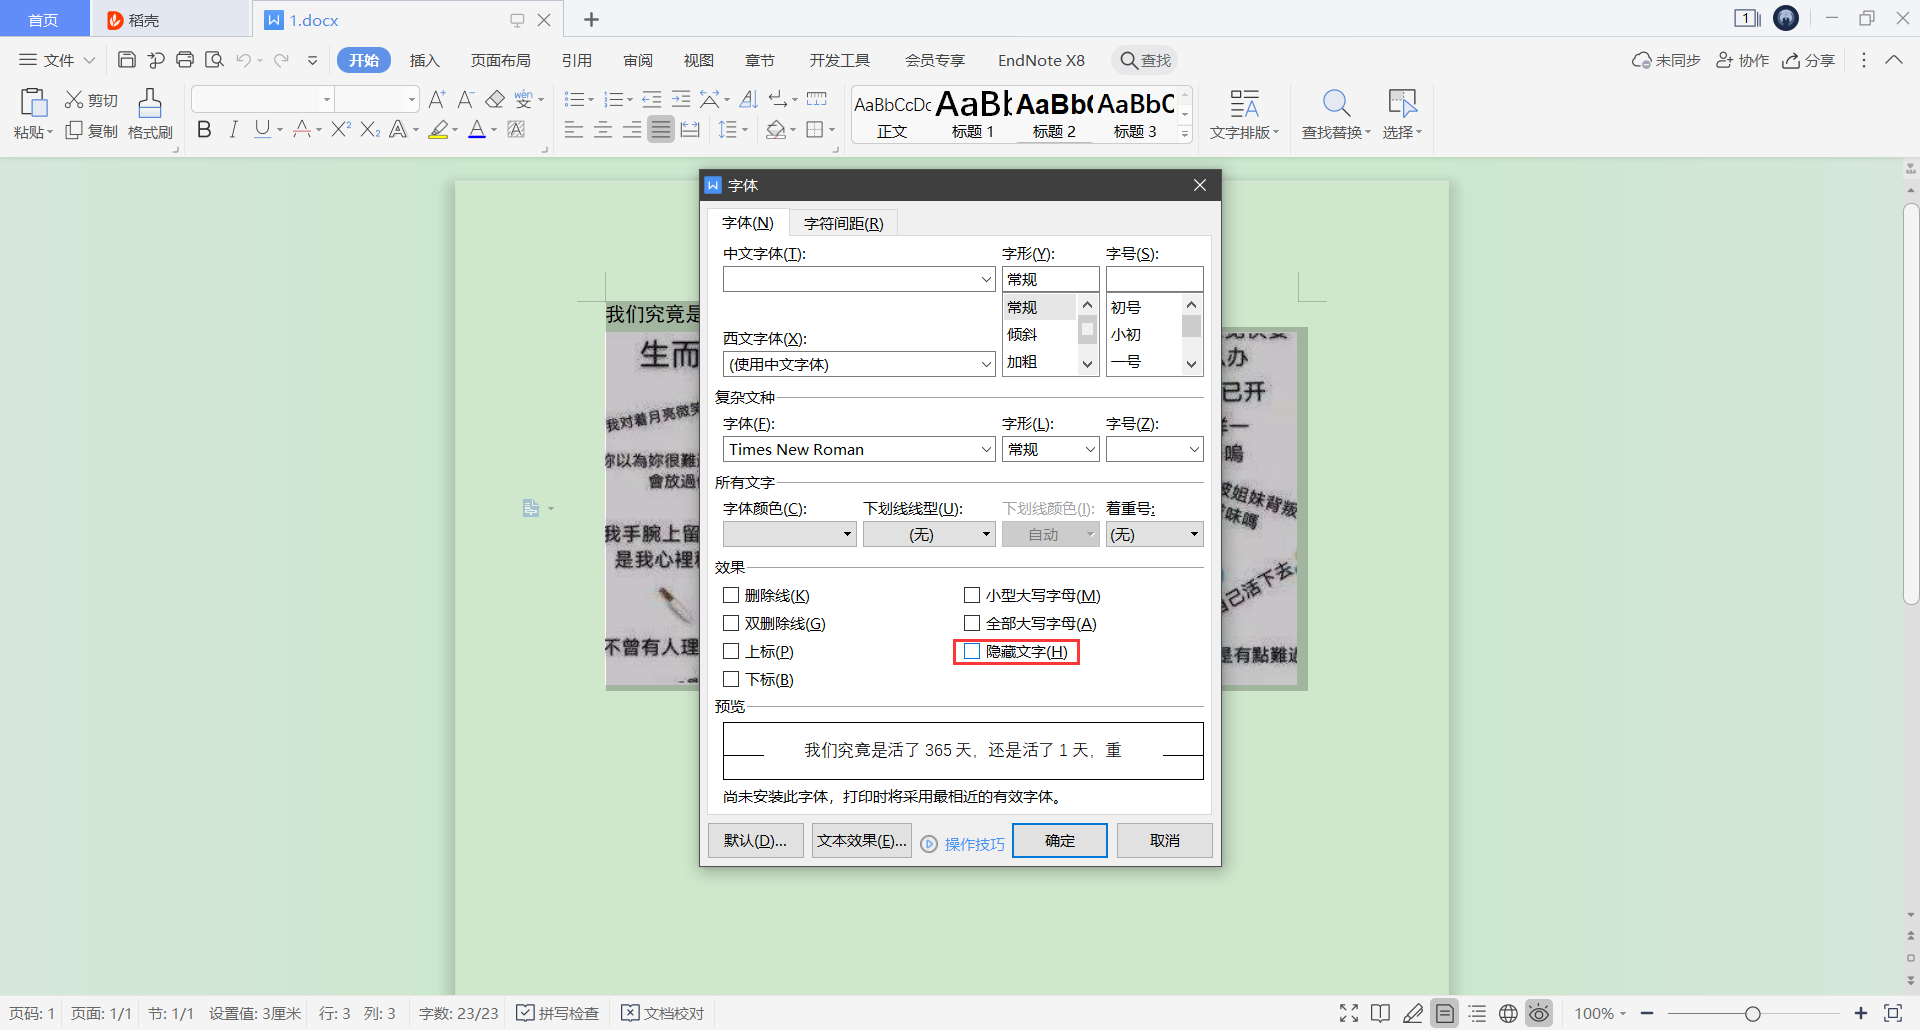 首页
稻壳
1.docx
1
文件
开始
插入
页面布局
引用
审阅
视图
章节
开发工具
会员专享
EndNote X8
查找
未同步
协作
分享
粘贴
剪切
复制
格式刷
AaBbCcDc
正文
AaBb
标题 1
AaBb(
标题 2
AaBbC
标题 3
文字排版
查找替换
选择
我们究竟是
生而
我对着月亮微笑
妳以為妳很難
會放過
我手腕上留
是我心裡
不曾有人理
办
已开
样一
嗚
被姐妹背叛
味嗎
自己活下去
是有點難過
字体
字体(N)
字符间距(R)
中文字体(T):
字形(Y):
字号(S):
常规
常规
倾斜
加粗
初号
小初
一号
西文字体(X):
(使用中文字体)
复杂文种
字体(F):
字形(L):
字号(Z):
Times New Roman
常规
所有文字
字体颜色(C):
下划线线型(U):
下划线颜色(I):
着重号:
(无)
自动
(无)
效果
删除线(K)
小型大写字母(M)
双删除线(G)
全部大写字母(A)
上标(P)
隐藏文字(H)
下标(B)
预览
我们究竟是活了 365 天，还是活了 1 天，重
尚未安装此字体，打印时将采用最相近的有效字体。
默认(D)...
文本效果(E)...
操作技巧
确定
取消
页码: 1
页面: 1/1
节: 1/1
设置值: 3厘米
行: 3
列: 3
字数: 23/23
拼写检查
文档校对
100%